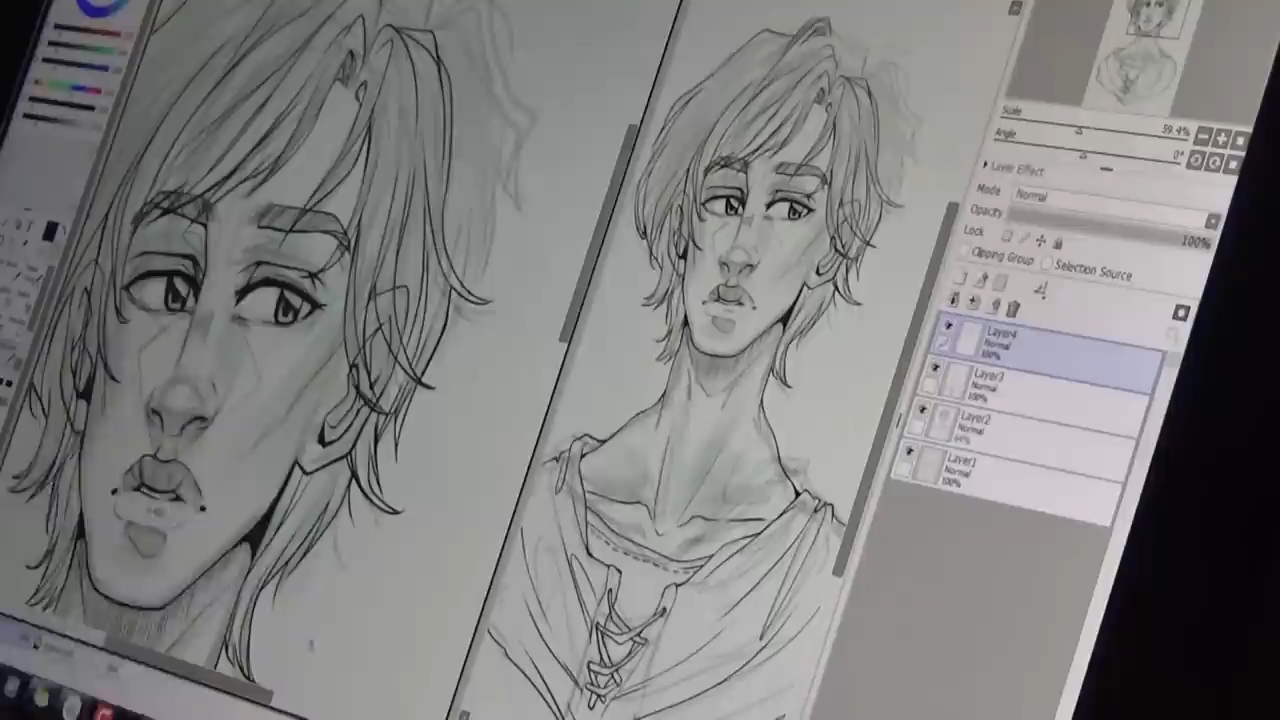 Scale 59.4%
Angle 0°
Layer Effect
Mode Normal
Opacity 100%
Lock
Clipping Group Selection Source
Layer4
Normal
100%
Layer3
Normal
100%
Layer2
Normal
64%
Layer1
Normal
100%